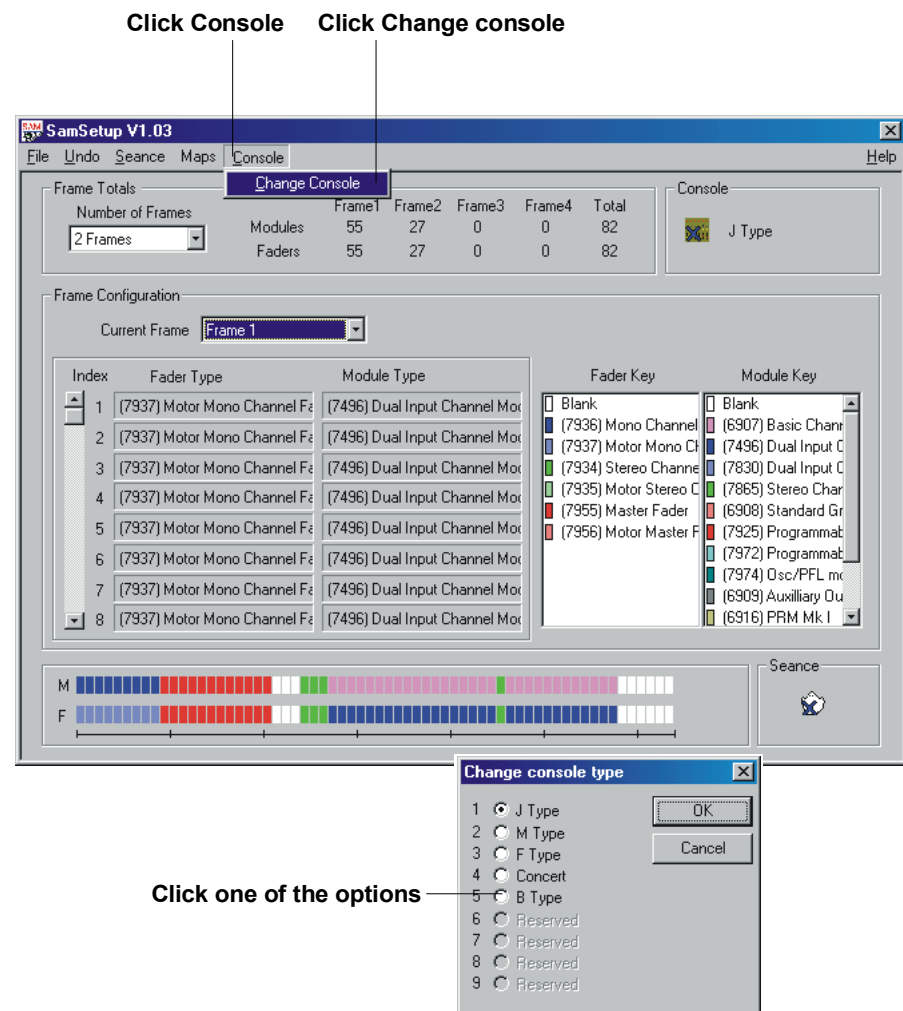 Click Console Click Change console
SAM SamSetup V1.03
File Undo Seance Maps Console Help
Change Console
Frame Totals
Number of Frames
2 Frames
Frame1 Frame2 Frame3 Frame4 Total
Modules 55 27 0 0 82
Faders 55 27 0 0 82
Console
J Type
Frame Configuration
Current Frame Frame 1
Index Fader Type Module Type
1 (7937) Motor Mono Channel Fa (7496) Dual Input Channel Mod
2 (7937) Motor Mono Channel Fa (7496) Dual Input Channel Mod
3 (7937) Motor Mono Channel Fa (7496) Dual Input Channel Mod
4 (7937) Motor Mono Channel Fa (7496) Dual Input Channel Mod
5 (7937) Motor Mono Channel Fa (7496) Dual Input Channel Mod
6 (7937) Motor Mono Channel Fa (7496) Dual Input Channel Mod
7 (7937) Motor Mono Channel Fa (7496) Dual Input Channel Mod
8 (7937) Motor Mono Channel Fa (7496) Dual Input Channel Mod
Fader Key
Blank
(7936) Mono Channel
(7937) Motor Mono Ch
(7934) Stereo Channe
(7935) Motor Stereo C
(7955) Master Fader
(7956) Motor Master F
Module Key
Blank
(6907) Basic Chann
(7496) Dual Input C
(7830) Dual Input C
(7865) Stereo Char
(6908) Standard Gr
(7925) Programmab
(7972) Programmab
(7974) Osc/PFL mo
(6909) Auxilliary Ou
(6916) PRM Mk I
M
F
Seance
Change console type
1 J Type
2 M Type
3 F Type
4 Concert
5 B Type
6 Reserved
7 Reserved
8 Reserved
9 Reserved
OK
Cancel
Click one of the options